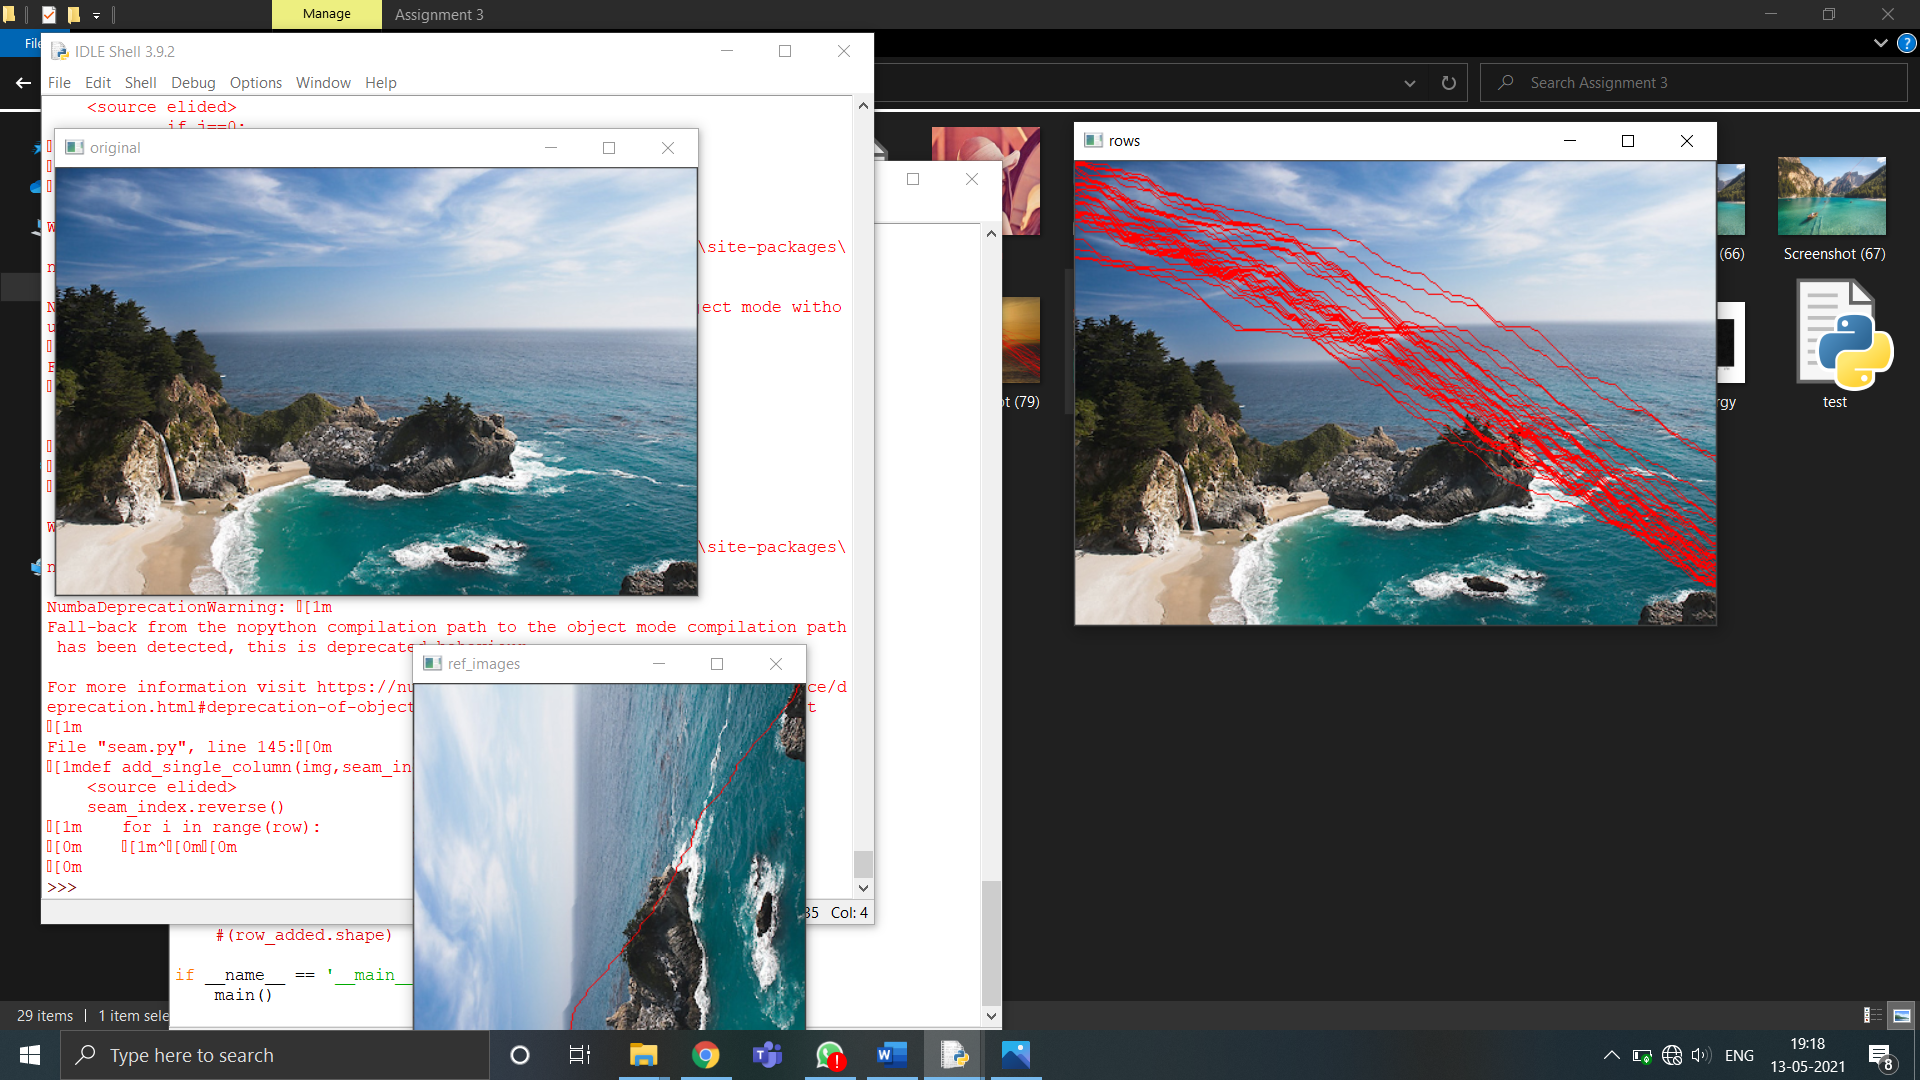 Manage
Assignment 3
File
IDLE Shell 3.9.2
File Edit Shell Debug Options Window Help
Search Assignment 3
<source elided>
if j==0:
original
rows
\site-packages\
ject mode witho
\site-packages\
(66)
Screenshot (67)
(79)
rgy
test
NumbaDeprecationWarning: [1m
Fall-back from the nopython compilation path to the object mode compilation path
has been detected, this is deprecated behaviour.
ref_images
For more information visit https://nu
ce/d
eprecation.html#deprecation-of-object
t
[1m
File "seam.py", line 145:[0m
[1mdef add_single_column(img,seam_in
<source elided>
seam_index.reverse()
[1m for i in range(row):
[0m [1m^[0m[0m
[0m
>>>
35 Col: 4
#(row_added.shape)
if __name__ == '__main__
main()
29 items
1 item sele
Type here to search
ENG
19:18
13-05-2021
8